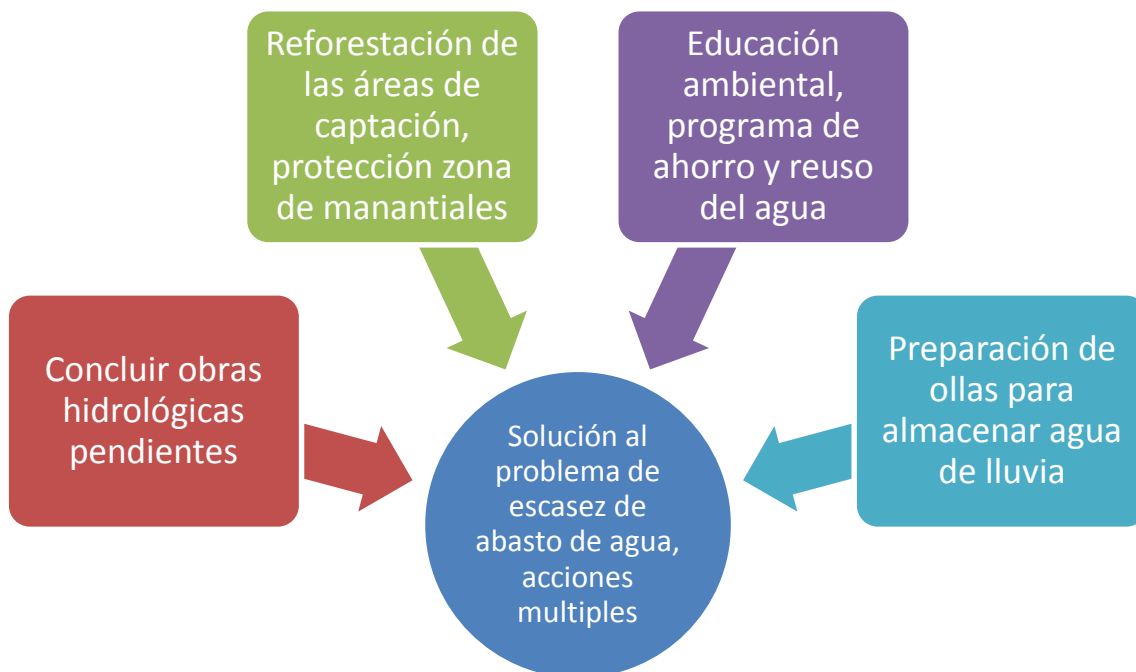 Reforestación de
las áreas de
captación,
protección zona
de manantiales
Educación
ambiental,
programa de
ahorro y reuso
del agua
Concluir obras
hidrológicas
pendientes
Preparación de
ollas para
almacenar agua
de lluvia
Solución al
problema de
escasez de
abasto de agua,
acciones
multiples